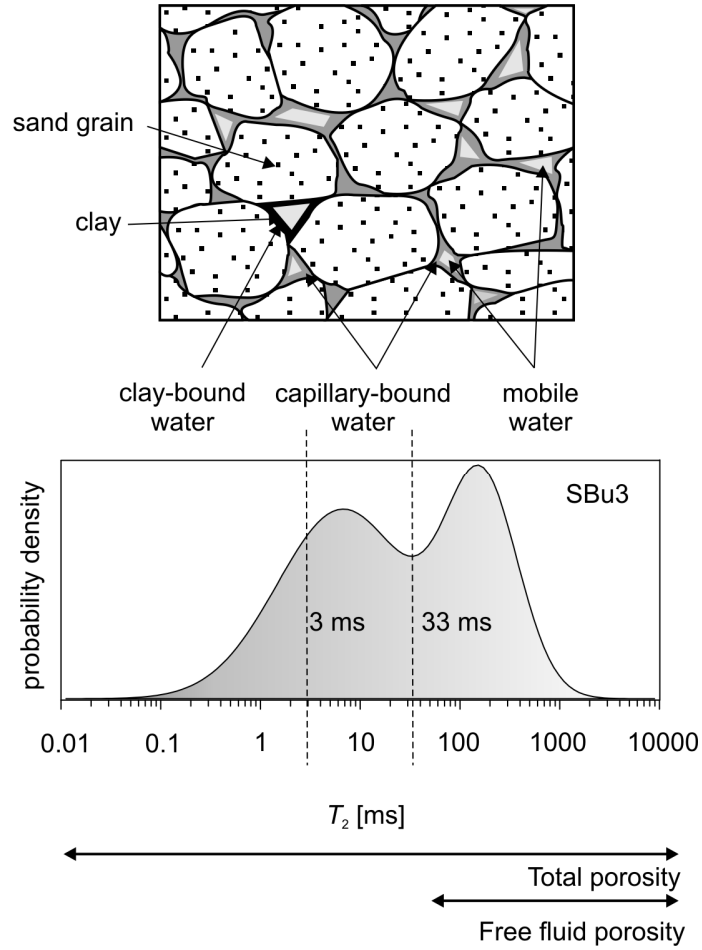 sand grain
clay
clay-bound
water
capillary-bound
water
mobile
water
probability density
SBu3
3 ms
33 ms
0.01 0.1 1 10 100 1000 10000
T₂ [ms]
Total porosity
Free fluid porosity